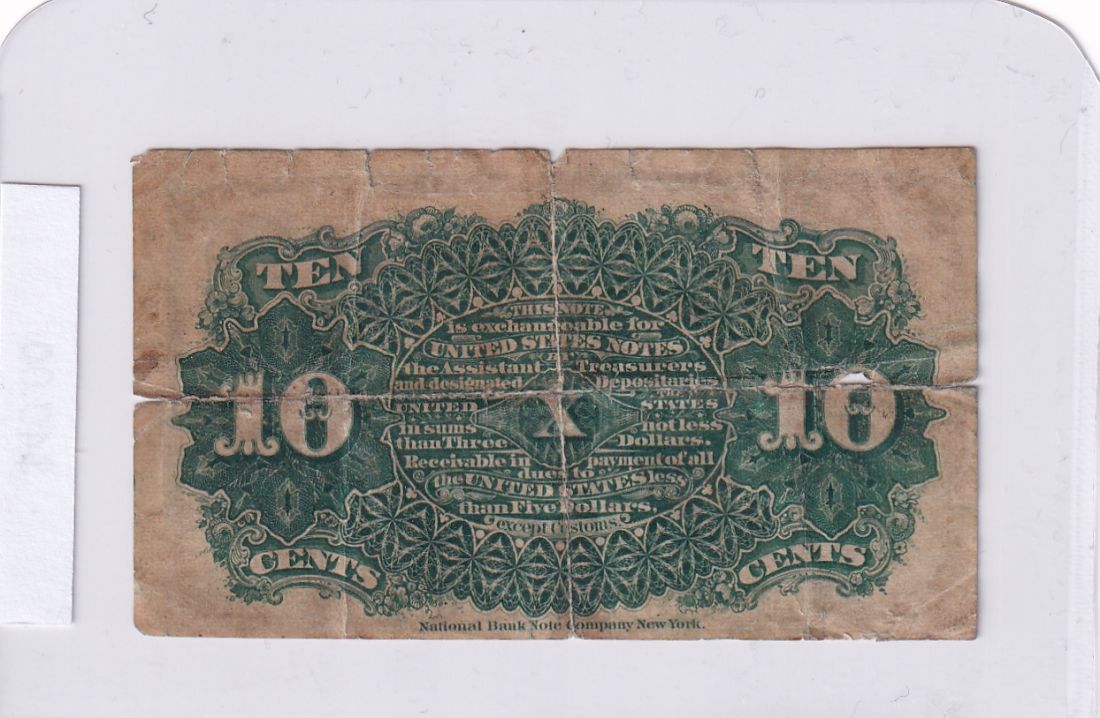 TEN TEN
THIS NOTE
is exchangeable for
UNITED STATES NOTES
the Assistant Treasurers
and designated Depositaries
UNITED STATES
10 X 10
in sums not less
than Three Dollars.
Receivable in payment of all
dues to
the UNITED STATES less
than Five Dollars,
except Customs.
CENTS CENTS
National Bank Note Company New York.